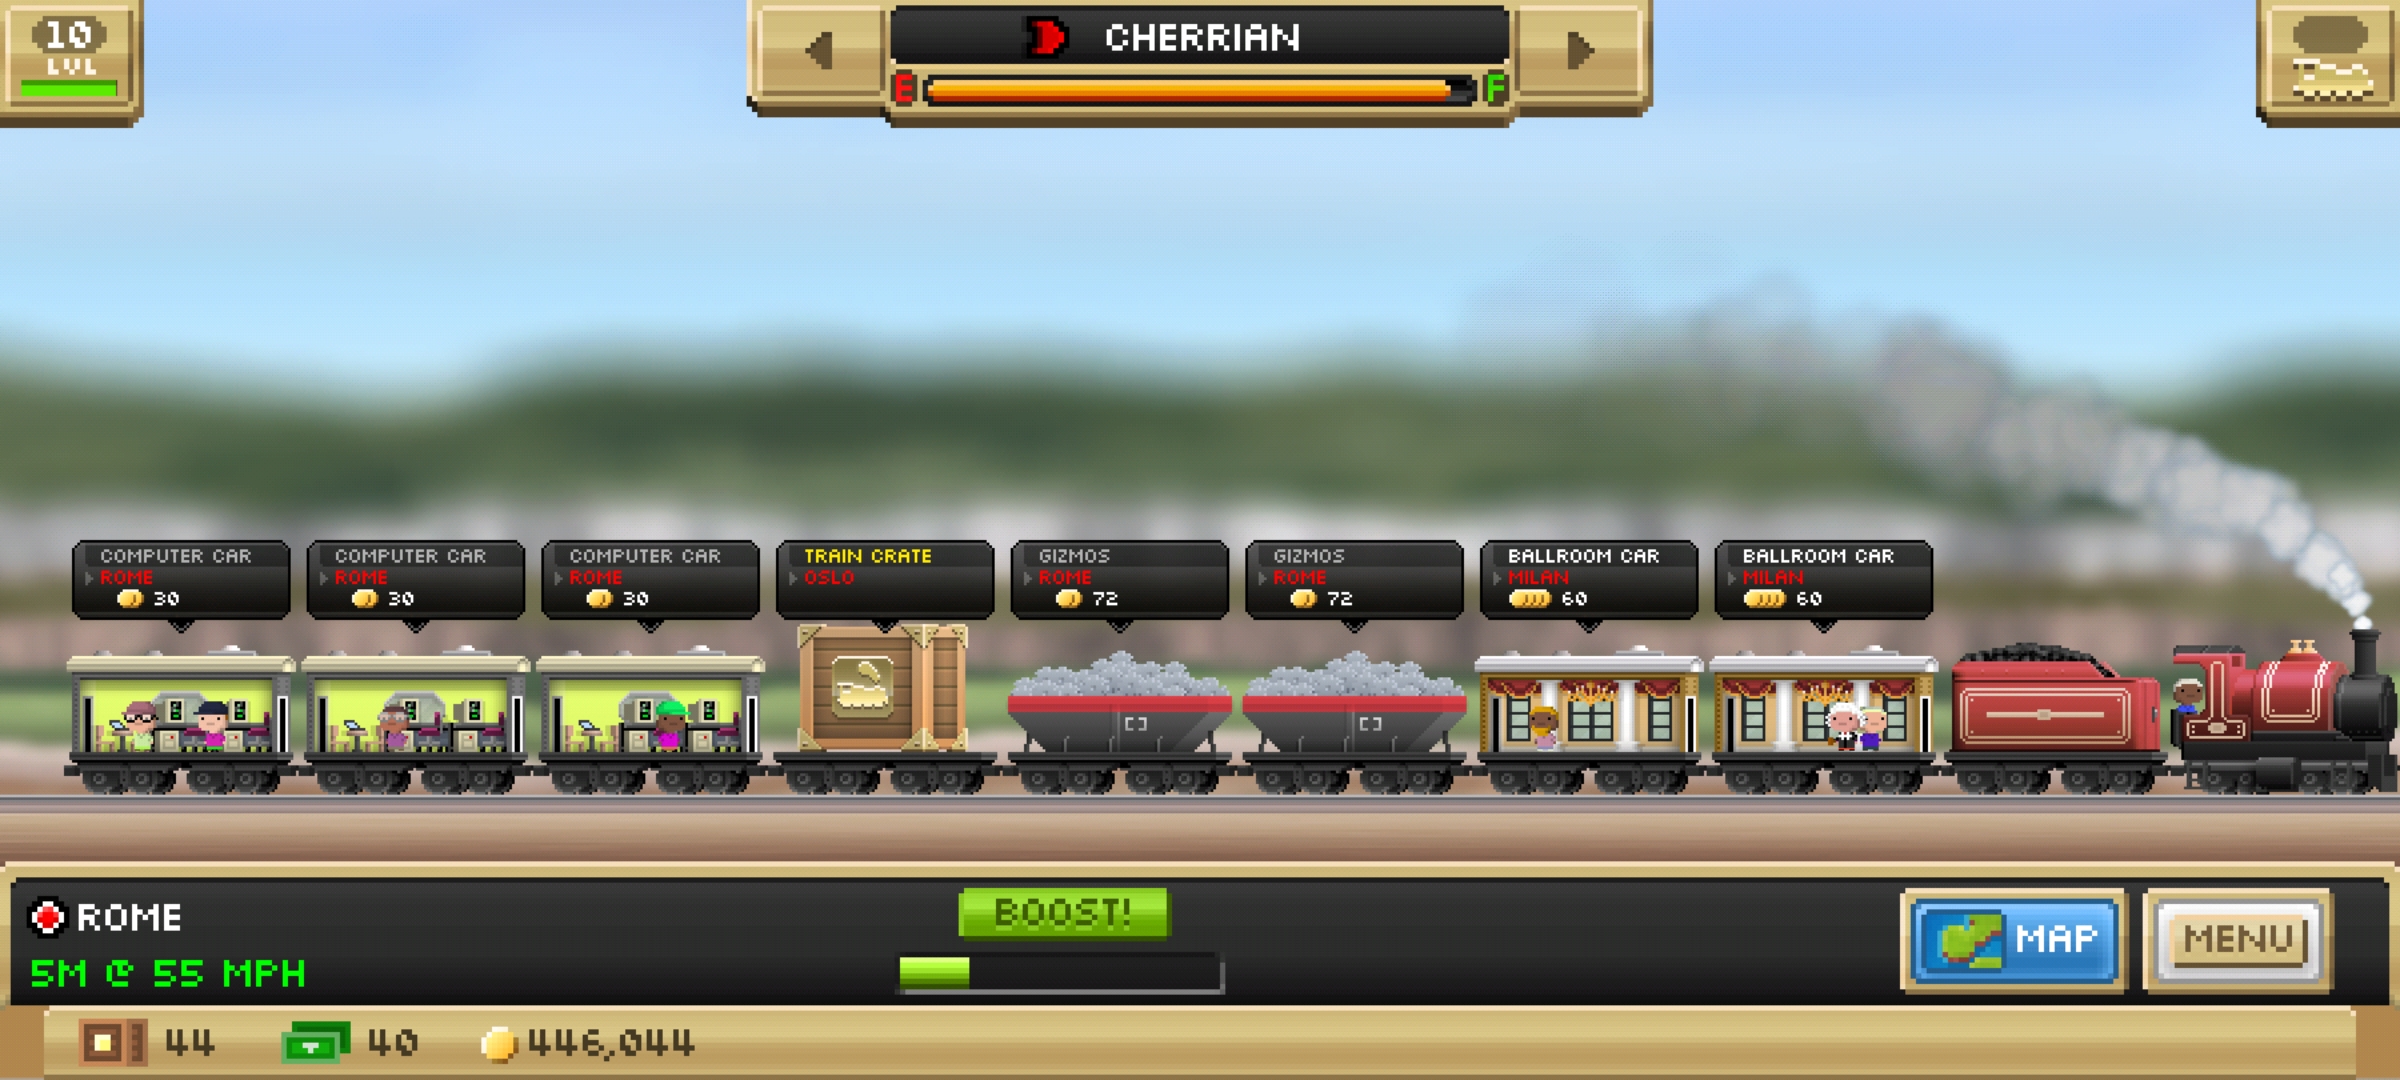 10
LVL
CHERRIAN
E F
COMPUTER CAR
ROME
30
COMPUTER CAR
ROME
30
COMPUTER CAR
ROME
30
TRAIN CRATE
OSLO
GIZMOS
ROME
72
GIZMOS
ROME
72
BALLROOM CAR
MILAN
60
BALLROOM CAR
MILAN
60
ROME
5M @ 55 MPH
BOOST!
MAP
MENU
44 40 446,044